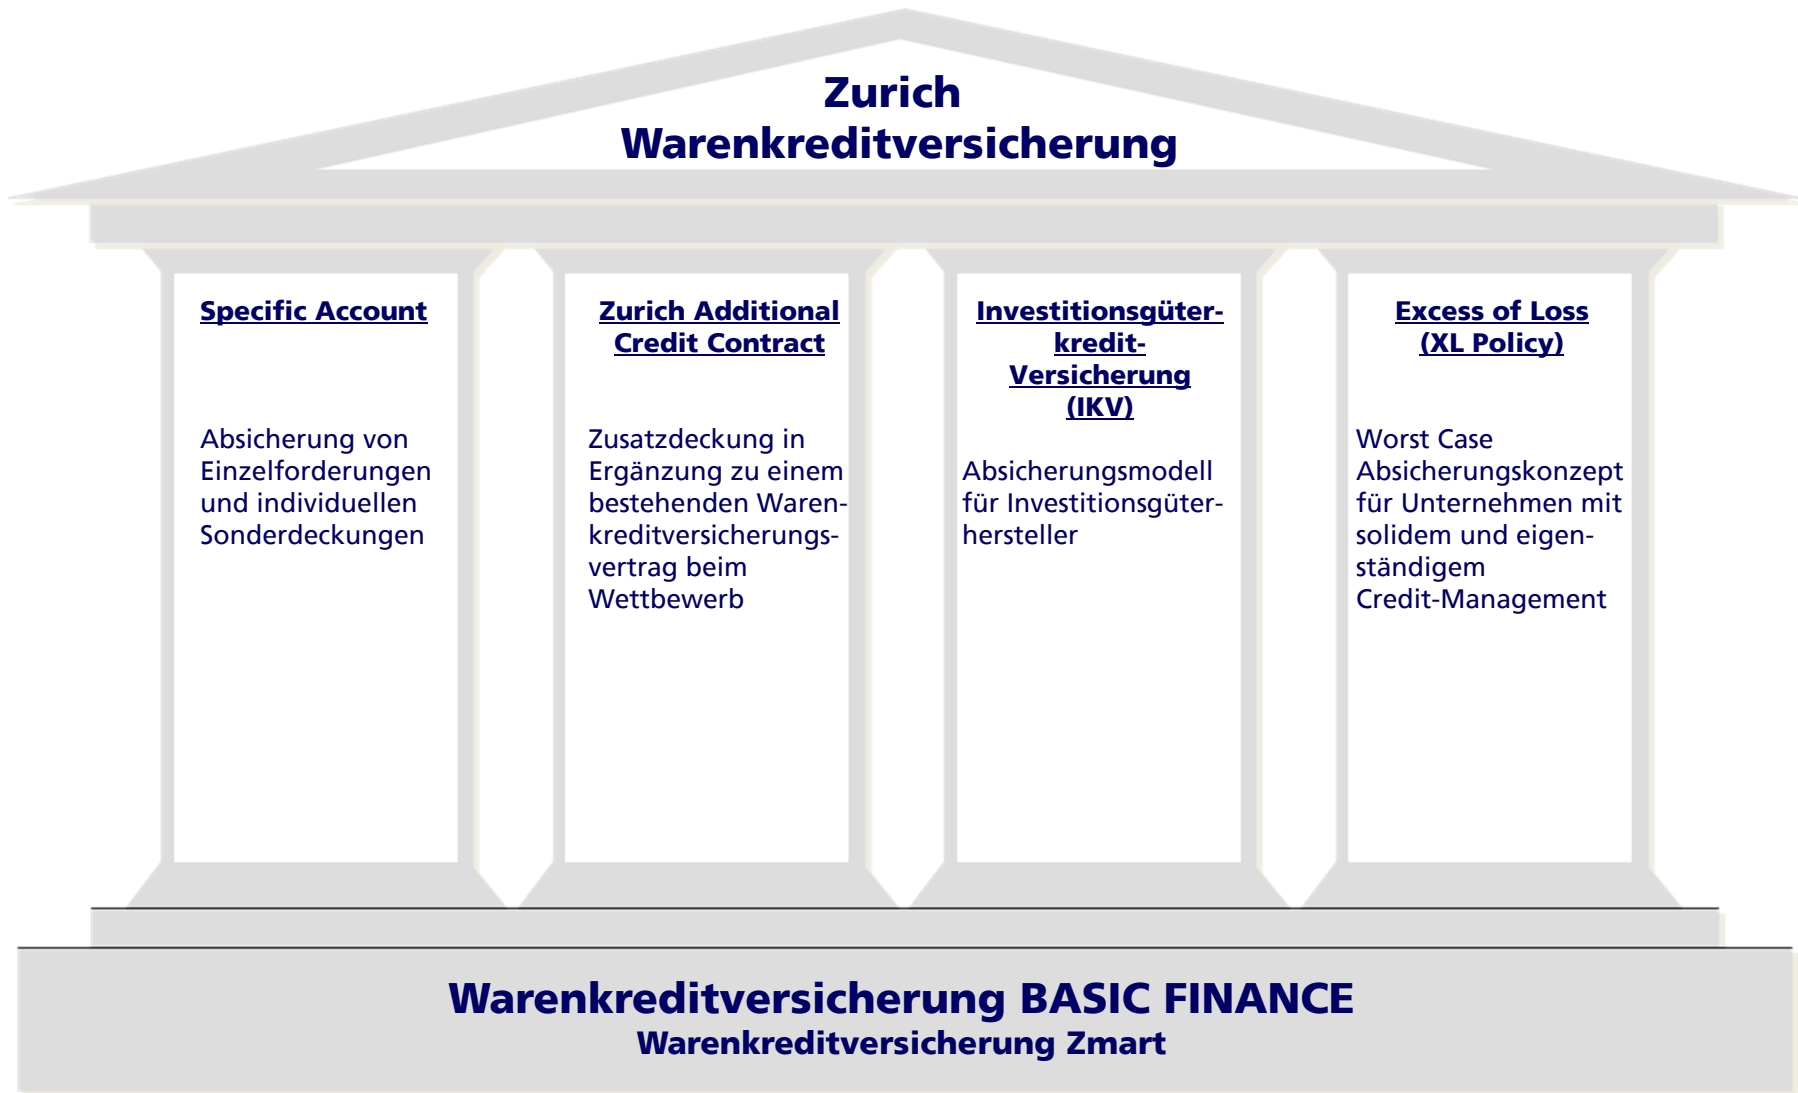 Zurich
Warenkreditversicherung
Specific Account
Absicherung von
Einzelforderungen
und individuellen
Sonderdeckungen
Zurich Additional
Credit Contract
Zusatzdeckung in
Ergänzung zu einem
bestehenden Waren-
kreditversicherungs-
vertrag beim
Wettbewerb
Investitionsgüter-
kredit-
Versicherung
(IKV)
Absicherungsmodell
für Investitionsgüter-
hersteller
Excess of Loss
(XL Policy)
Worst Case
Absicherungskonzept
für Unternehmen mit
solidem und eigen-
ständigem
Credit-Management
Warenkreditversicherung BASIC FINANCE
Warenkreditversicherung Zmart